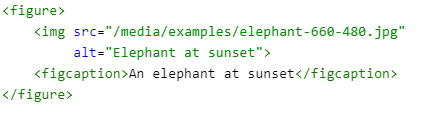 <figure>
    <img src="/media/examples/elephant-660-480.jpg"
         alt="Elephant at sunset">
    <figcaption>An elephant at sunset</figcaption>
</figure>